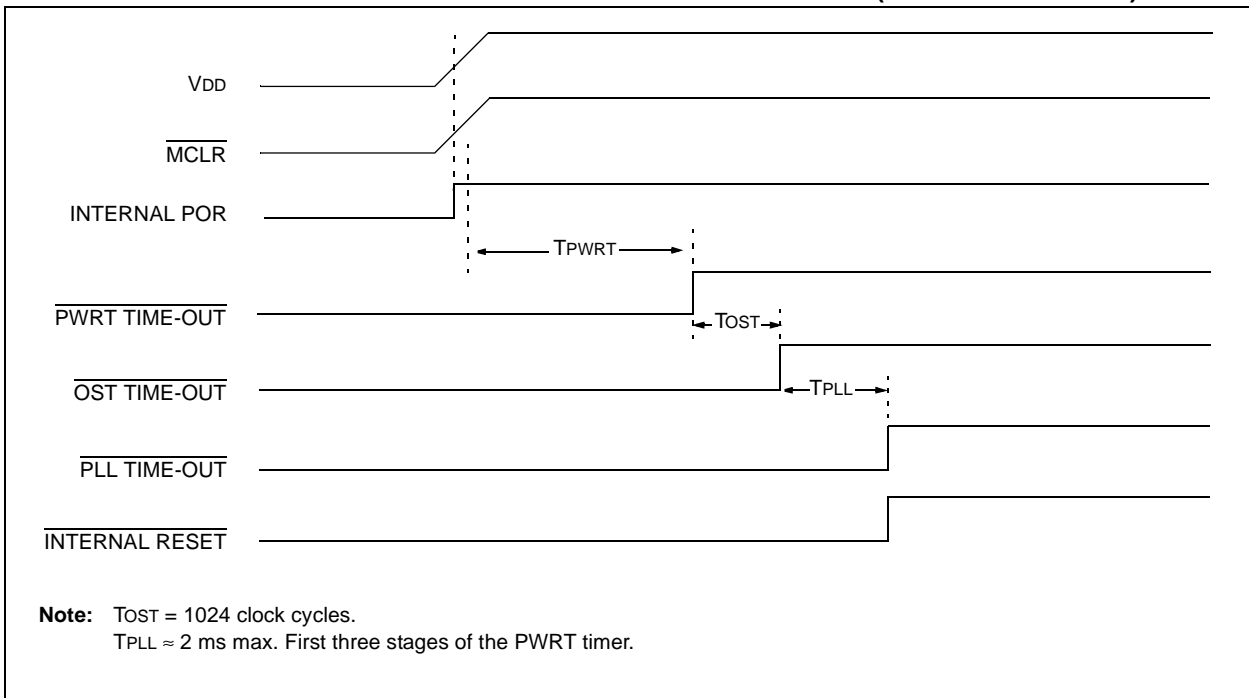 VDD
MCLR
INTERNAL POR
TPWRT
PWRT TIME-OUT
TOST
OST TIME-OUT
TPLL
PLL TIME-OUT
INTERNAL RESET
Note: TOST = 1024 clock cycles.
TPLL ≈ 2 ms max. First three stages of the PWRT timer.